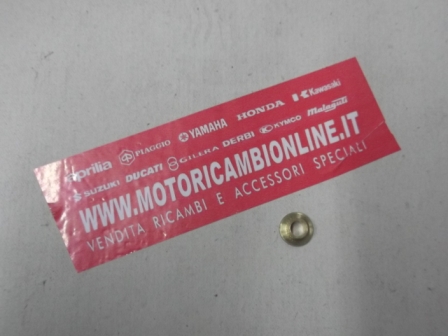 aprilia PIAGGIO YAMAHA HONDA Kawasaki
SUZUKI DUCATI GILERA DERBI KYMCO Malaguti
WWW.MOTORICAMBIONLINE.IT
VENDITA RICAMBI E ACCESSORI SPECIALI